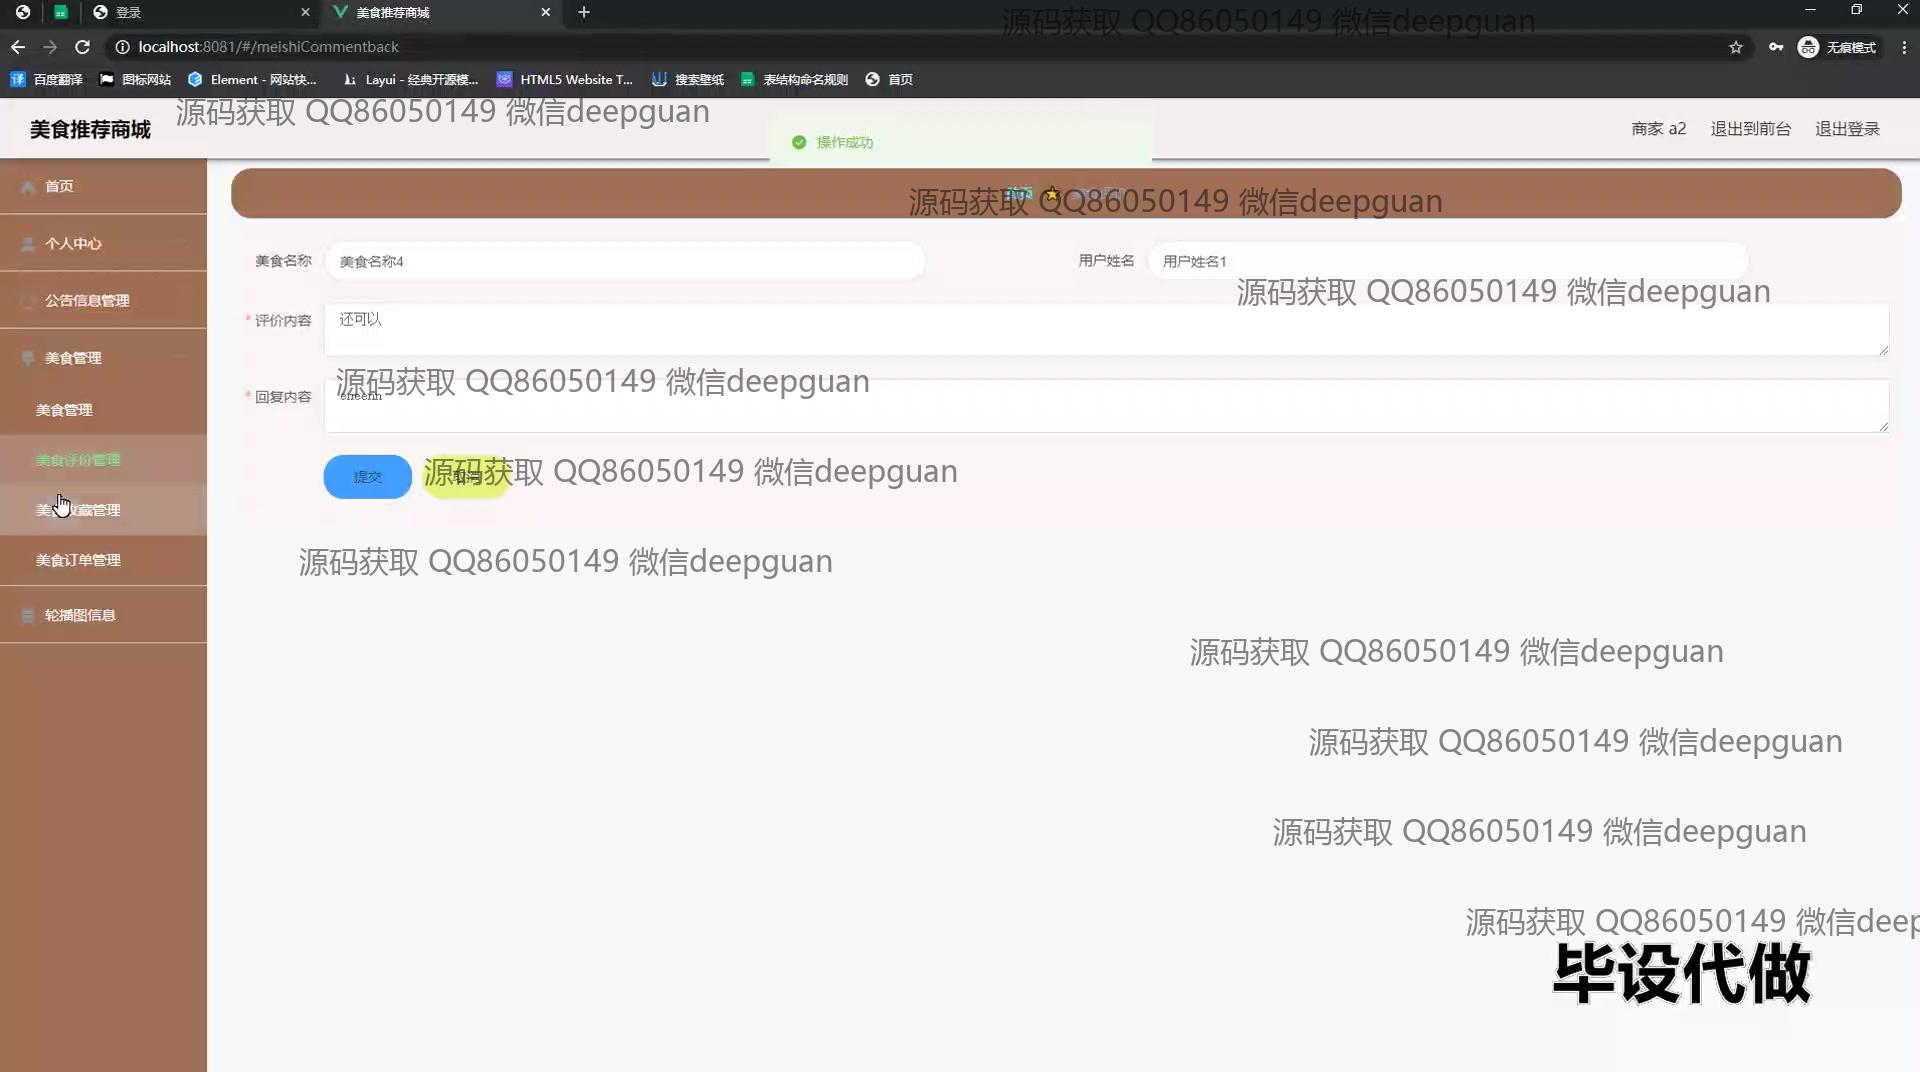 登录
美食推荐商城
localhost:8081/#/meishiCommentback
无痕模式
百度翻译
图标网站
Element - 网站快...
Layui - 经典开源模...
HTML5 Website T...
搜索壁纸
表结构命名规则
首页
源码获取 QQ86050149 微信deepguan
美食推荐商城
源码获取 QQ86050149 微信deepguan
操作成功
商家 a2
退出到前台
退出登录
首页
源码获取 QQ86050149 微信deepguan
个人中心
美食名称
美食名称4
用户姓名
用户姓名1
公告信息管理
源码获取 QQ86050149 微信deepguan
* 评价内容
还可以
美食管理
源码获取 QQ86050149 微信deepguan
* 回复内容
美食管理
美食评价管理
提交
取消
源码获取 QQ86050149 微信deepguan
美食收藏管理
美食订单管理
源码获取 QQ86050149 微信deepguan
轮播图信息
源码获取 QQ86050149 微信deepguan
源码获取 QQ86050149 微信deepguan
源码获取 QQ86050149 微信deepguan
源码获取 QQ86050149 微信deep
毕设代做